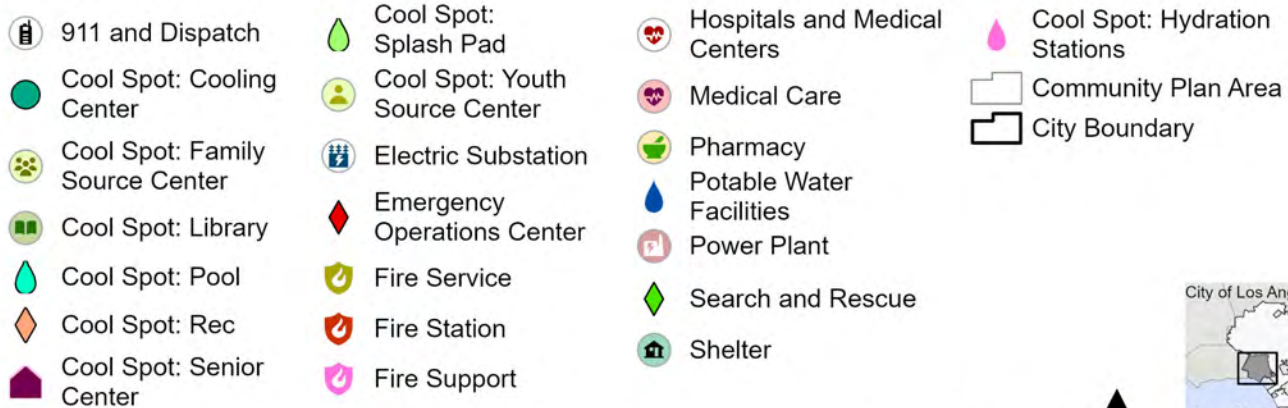 911 and Dispatch
Cool Spot: Cooling
Center
Cool Spot: Family
Source Center
Cool Spot: Library
Cool Spot: Pool
Cool Spot: Rec
Cool Spot: Senior
Center
Cool Spot:
Splash Pad
Cool Spot: Youth
Source Center
Electric Substation
Emergency
Operations Center
Fire Service
Fire Station
Fire Support
Hospitals and Medical
Centers
Medical Care
Pharmacy
Potable Water
Facilities
Power Plant
Search and Rescue
Shelter
Cool Spot: Hydration
Stations
Community Plan Area
City Boundary
City of Los